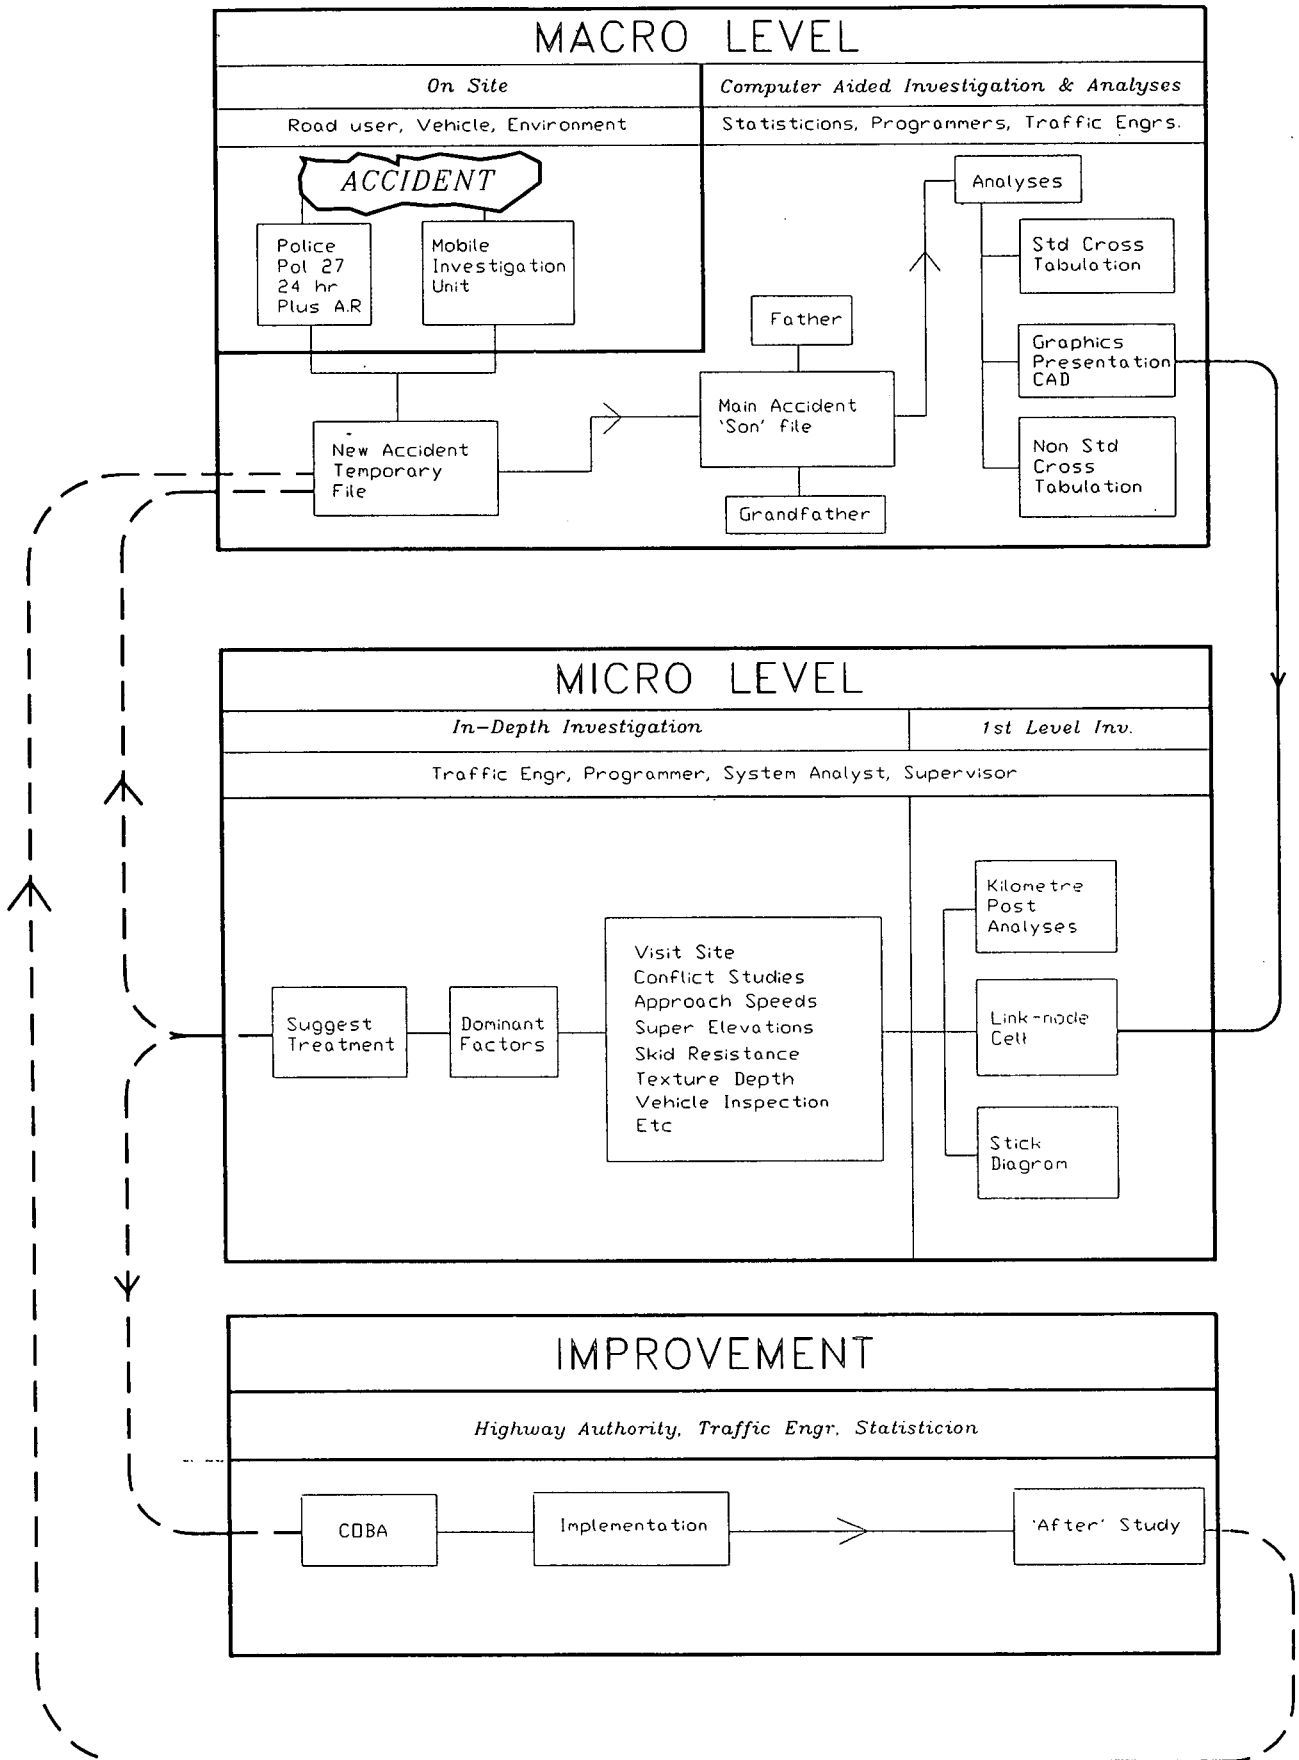 MACRO LEVEL
On Site
Computer Aided Investigation & Analyses
Road user, Vehicle, Environment
Statisticions, Programmers, Traffic Engrs.
ACCIDENT
Police
Pol 27
24 hr
Plus A.R
Mobile
Investigation
Unit
New Accident
Temporary
File
Father
Main Accident
'Son' file
Grandfather
Analyses
Std Cross
Tabulation
Graphics
Presentation
CAD
Non Std
Cross
Tabulation
MICRO LEVEL
In-Depth Investigation
1st Level Inv.
Traffic Engr, Programmer, System Analyst, Supervisor
Suggest
Treatment
Dominant
Factors
Visit Site
Conflict Studies
Approach Speeds
Super Elevations
Skid Resistance
Texture Depth
Vehicle Inspection
Etc
Kilometre
Post
Analyses
Link-node
Cell
Stick
Diagram
IMPROVEMENT
Highway Authority, Traffic Engr. Statisticion
COBA
Implementation
'After' Study